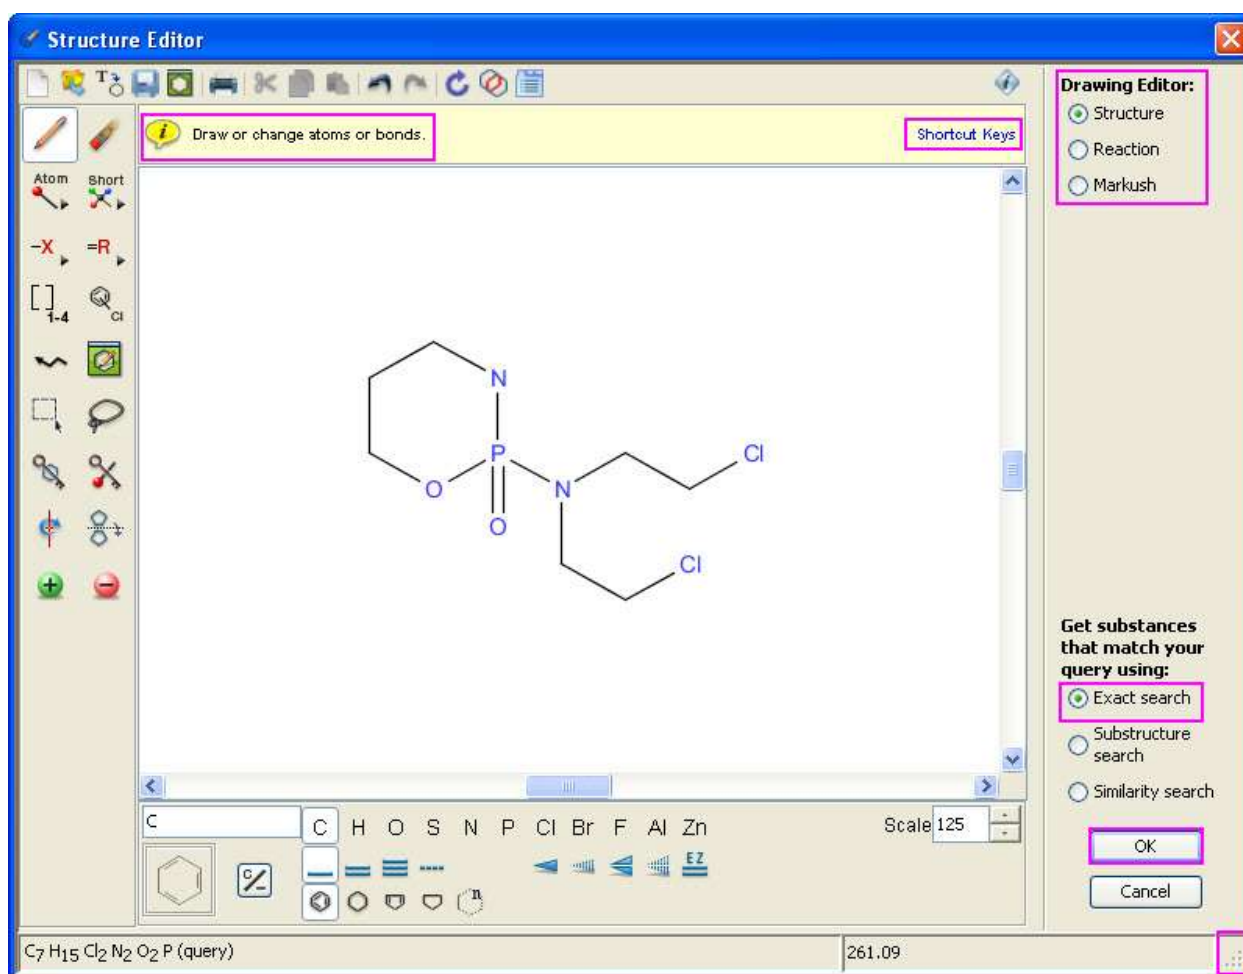 Structure Editor
T
Drawing Editor:
Structure
Reaction
Markush
Draw or change atoms or bonds.
Shortcut Keys
Atom
Short
-X
=R
[ ]1-4
Cl
N
P
O
N
O
Cl
Cl
Get substances
that match your
query using:
Exact search
Substructure
search
Similarity search
C
C H O S N P Cl Br F Al Zn
Scale 125
C/-
EZ
n
OK
Cancel
C7 H15 Cl2 N2 O2 P (query)
261.09